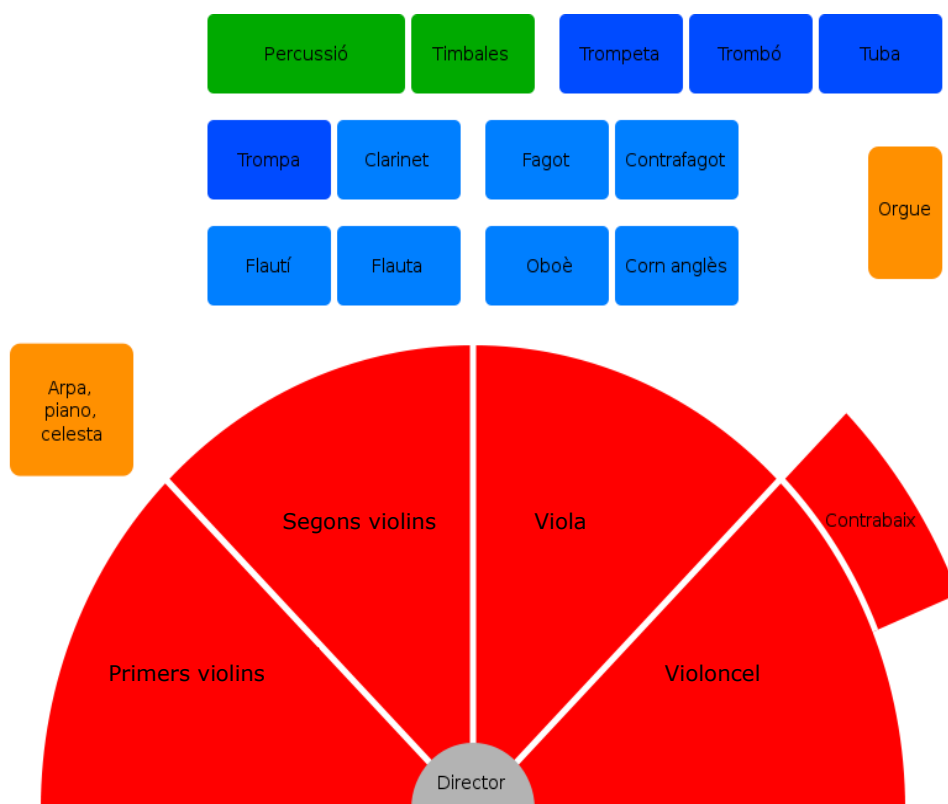 Percussió
Timbales
Trompeta
Trombó
Tuba
Trompa
Clarinet
Fagot
Contrafagot
Orgue
Flautí
Flauta
Oboè
Corn anglès
Arpa,
piano,
celesta
Segons violins
Viola
Contrabaix
Primers violins
Violoncel
Director